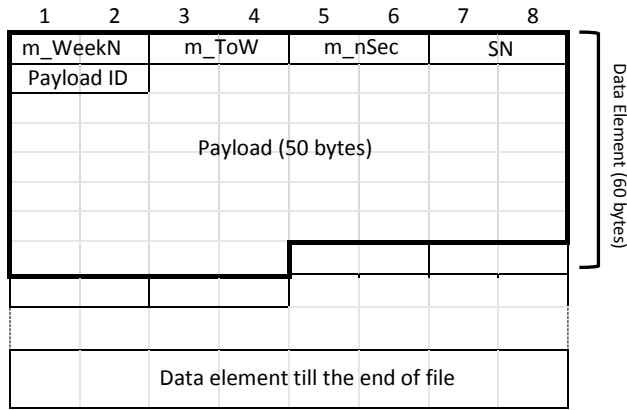 1 2 3 4 5 6 7 8
m_WeekN m_ToW m_nSec SN
Payload ID
Payload (50 bytes)
Data Element (60 bytes)
Data element till the end of file